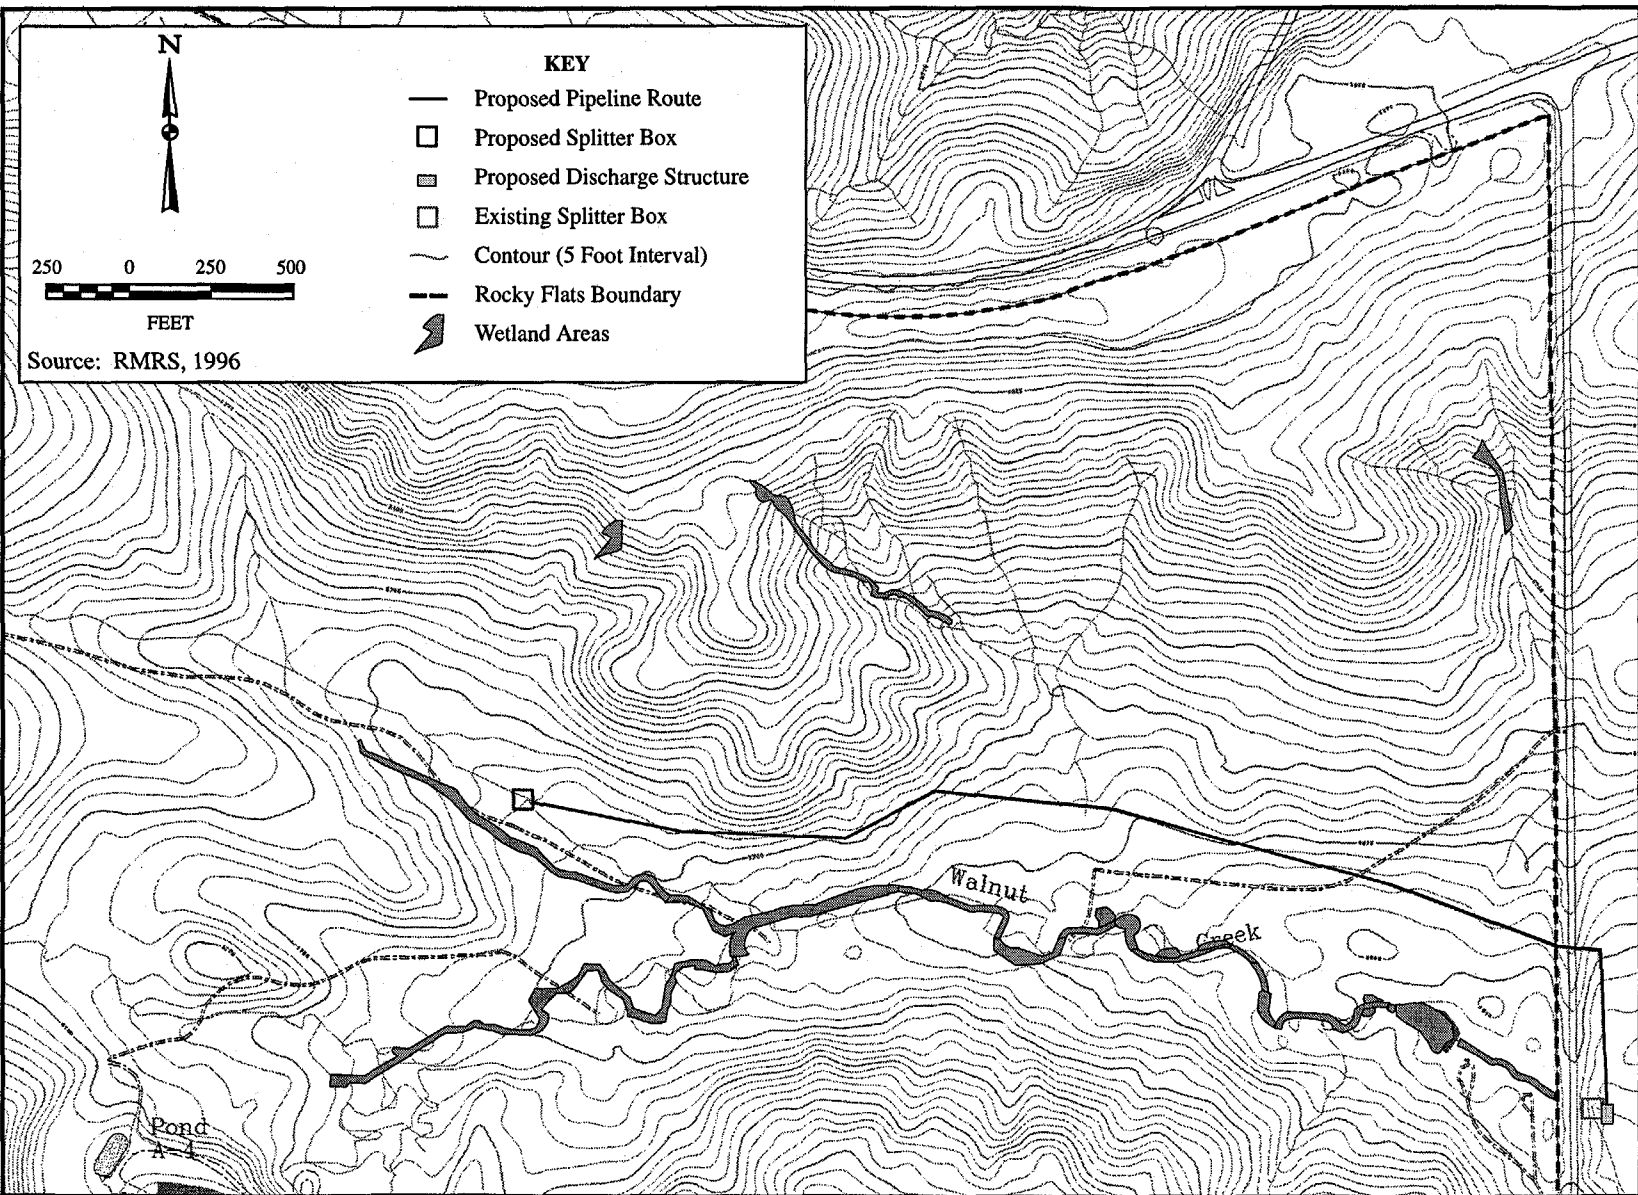 N
KEY
Proposed Pipeline Route
Proposed Splitter Box
Proposed Discharge Structure
Existing Splitter Box
Contour (5 Foot Interval)
Rocky Flats Boundary
Wetland Areas
250 0 250 500
FEET
Source: RMRS, 1996
Walnut
Creek
Pond
A-4